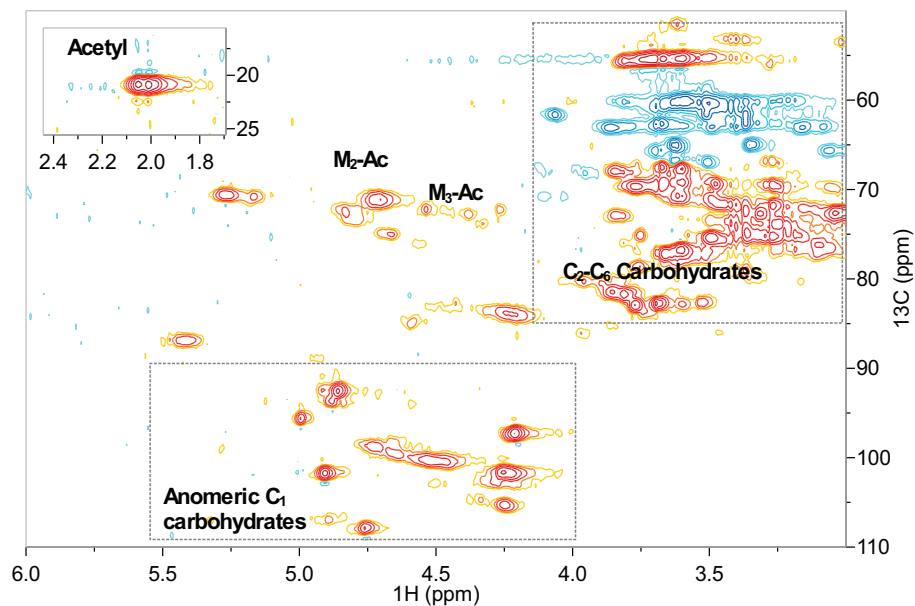 Acetyl
20
25
2.4 2.2 2.0 1.8
M₂-Ac
M₃-Ac
C₂-C₆ Carbohydrates
Anomeric C₁
carbohydrates
60
70
80
90
100
110
13C (ppm)
6.0 5.5 5.0 4.5 4.0 3.5
1H (ppm)